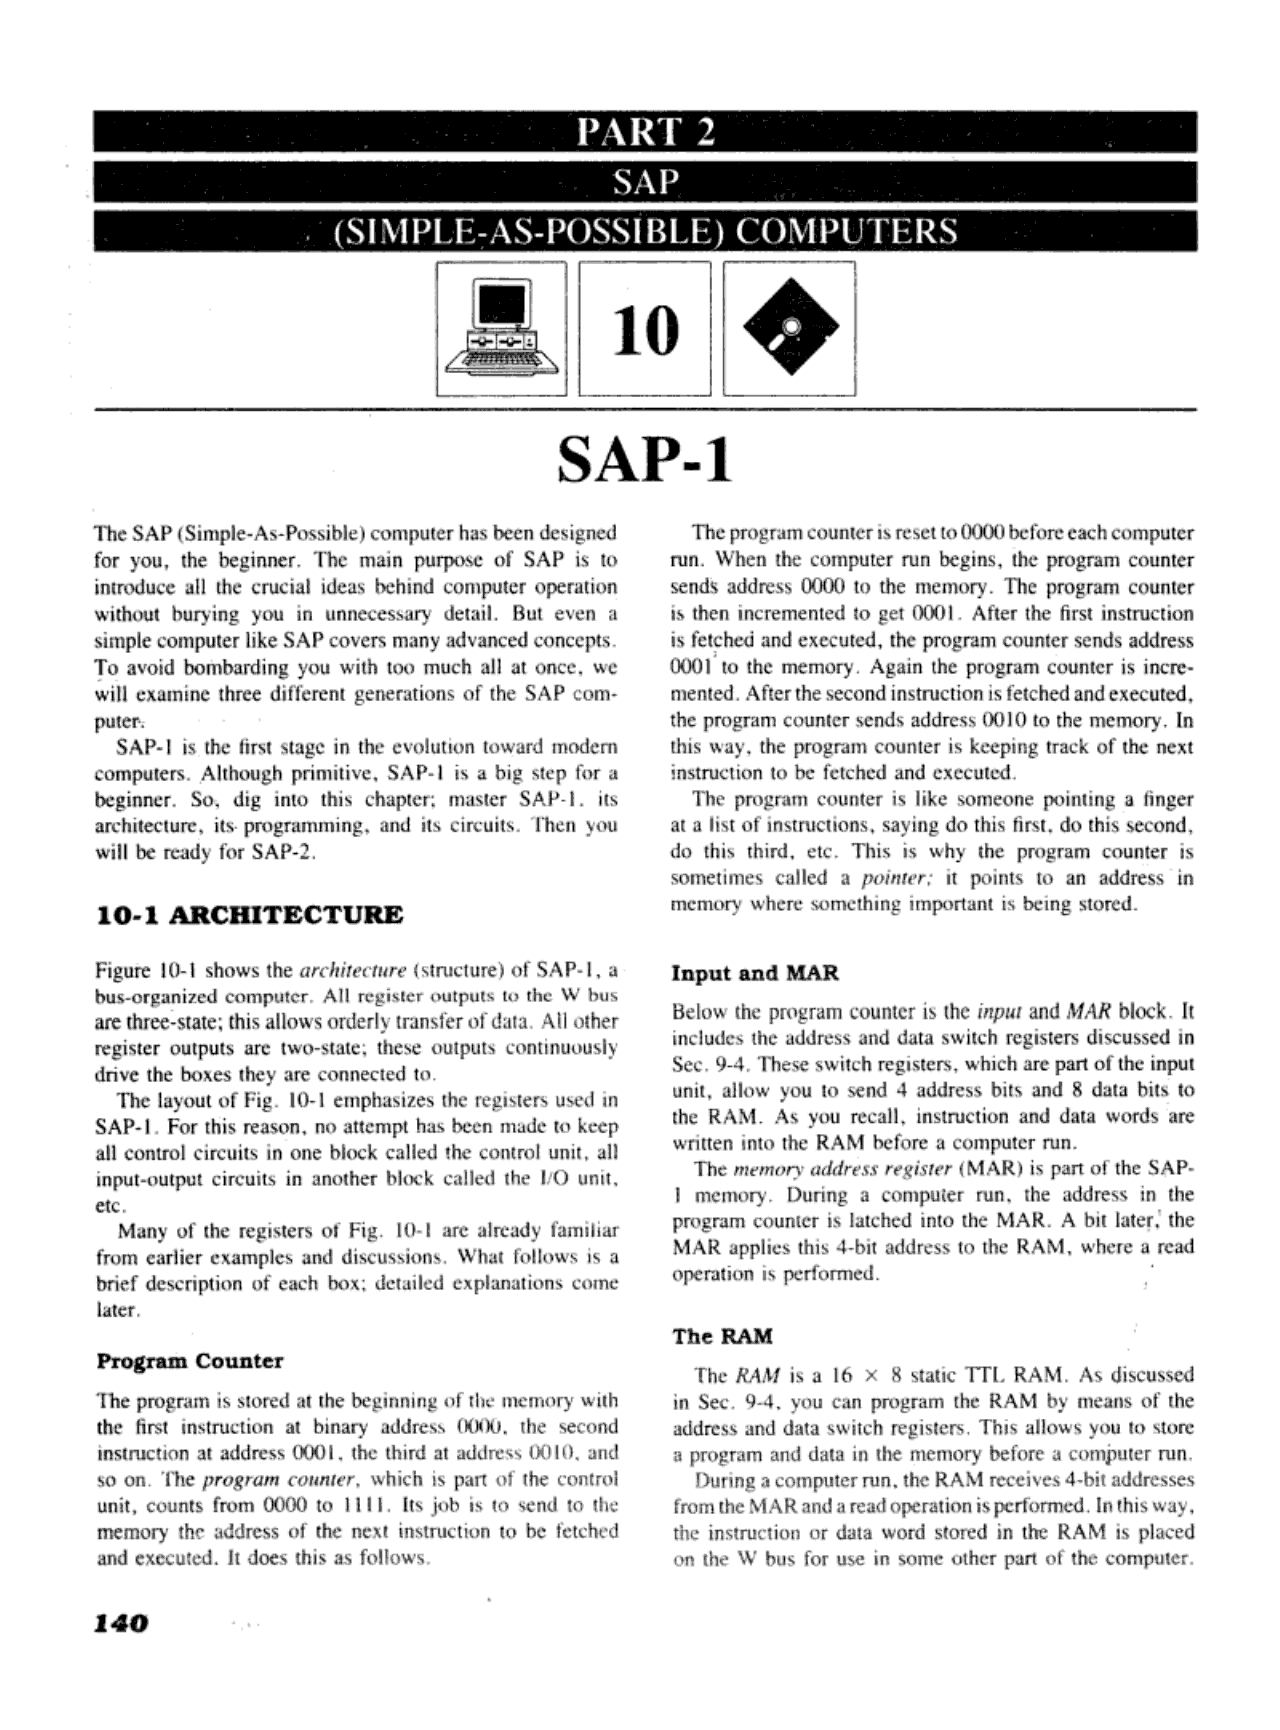 PART 2
SAP
(SIMPLE-AS-POSSIBLE) COMPUTERS
10
SAP-1
The SAP (Simple-As-Possible) computer has been designed
for you, the beginner. The main purpose of SAP is to
introduce all the crucial ideas behind computer operation
without burying you in unnecessary detail. But even a
simple computer like SAP covers many advanced concepts.
To avoid bombarding you with too much all at once, we
will examine three different generations of the SAP com-
puter.
SAP-1 is the first stage in the evolution toward modern
computers. Although primitive, SAP-1 is a big step for a
beginner. So, dig into this chapter; master SAP-1, its
architecture, its programming, and its circuits. Then you
will be ready for SAP-2.
10-1 ARCHITECTURE
Figure 10-1 shows the architecture (structure) of SAP-1, a
bus-organized computer. All register outputs to the W bus
are three-state; this allows orderly transfer of data. All other
register outputs are two-state; these outputs continuously
drive the boxes they are connected to.
The layout of Fig. 10-1 emphasizes the registers used in
SAP-1. For this reason, no attempt has been made to keep
all control circuits in one block called the control unit, all
input-output circuits in another block called the I/O unit,
etc.
Many of the registers of Fig. 10-1 are already familiar
from earlier examples and discussions. What follows is a
brief description of each box; detailed explanations come
later.
Program Counter
The program is stored at the beginning of the memory with
the first instruction at binary address 0000, the second
instruction at address 0001, the third at address 0010, and
so on. The program counter, which is part of the control
unit, counts from 0000 to 1111. Its job is to send to the
memory the address of the next instruction to be fetched
and executed. It does this as follows.
The program counter is reset to 0000 before each computer
run. When the computer run begins, the program counter
sends address 0000 to the memory. The program counter
is then incremented to get 0001. After the first instruction
is fetched and executed, the program counter sends address
0001 to the memory. Again the program counter is incre-
mented. After the second instruction is fetched and executed,
the program counter sends address 0010 to the memory. In
this way, the program counter is keeping track of the next
instruction to be fetched and executed.
The program counter is like someone pointing a finger
at a list of instructions, saying do this first, do this second,
do this third, etc. This is why the program counter is
sometimes called a pointer; it points to an address in
memory where something important is being stored.
Input and MAR
Below the program counter is the input and MAR block. It
includes the address and data switch registers discussed in
Sec. 9-4. These switch registers, which are part of the input
unit, allow you to send 4 address bits and 8 data bits to
the RAM. As you recall, instruction and data words are
written into the RAM before a computer run.
The memory address register (MAR) is part of the SAP-
1 memory. During a computer run, the address in the
program counter is latched into the MAR. A bit later, the
MAR applies this 4-bit address to the RAM, where a read
operation is performed.
The RAM
The RAM is a 16 × 8 static TTL RAM. As discussed
in Sec. 9-4, you can program the RAM by means of the
address and data switch registers. This allows you to store
a program and data in the memory before a computer run.
During a computer run, the RAM receives 4-bit addresses
from the MAR and a read operation is performed. In this way,
the instruction or data word stored in the RAM is placed
on the W bus for use in some other part of the computer.
140